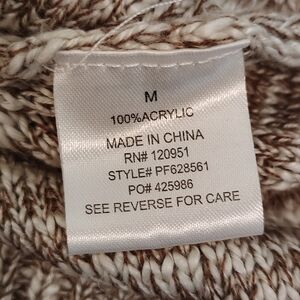 M
100%ACRYLIC
MADE IN CHINA
RN# 120951
STYLE# PF628561
PO# 425986
SEE REVERSE FOR CARE